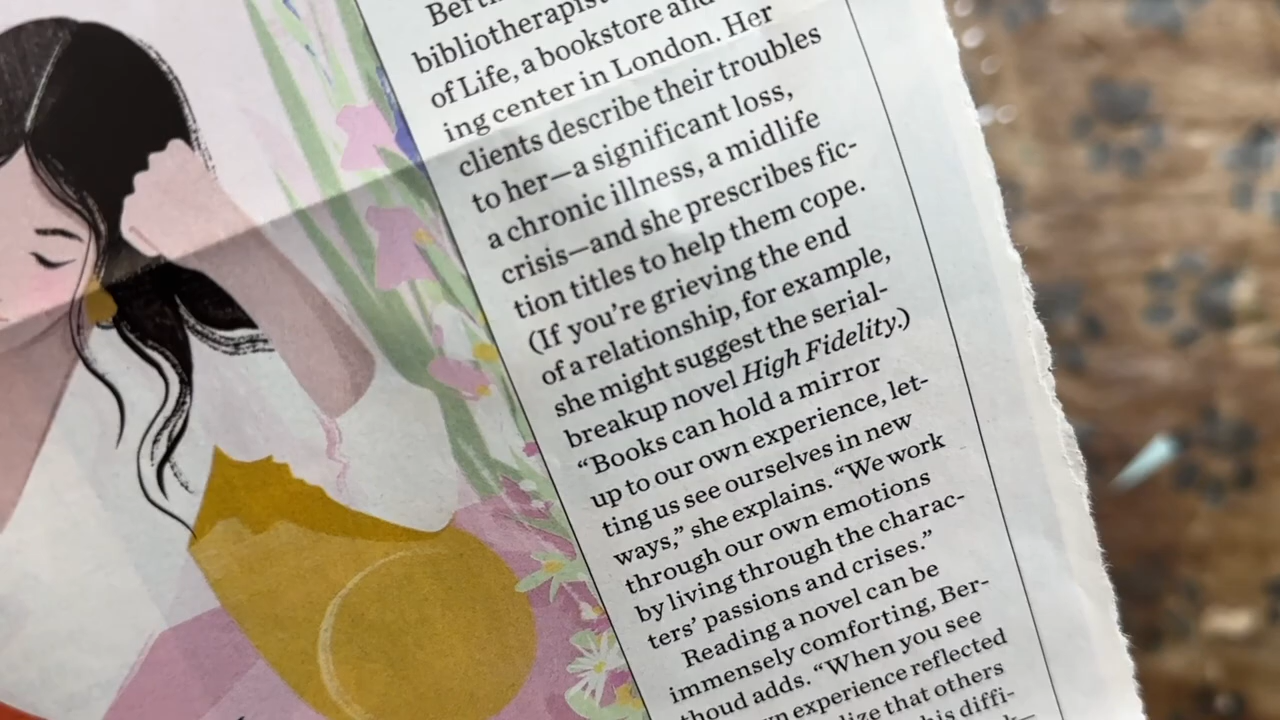 bibliotherapist
of Life, a bookstore and
ing center in London. Her
clients describe their troubles
to her—a significant loss,
a chronic illness, a midlife
crisis—and she prescribes fic-
tion titles to help them cope.
(If you’re grieving the end
of a relationship, for example,
she might suggest the serial-
breakup novel High Fidelity.)
“Books can hold a mirror
up to our own experience, let-
ting us see ourselves in new
ways,” she explains. “We work
through our own emotions
by living through the charac-
ters’ passions and crises.”
Reading a novel can be
immensely comforting, Ber-
thoud adds. “When you see
experience reflected
that others
diffi-